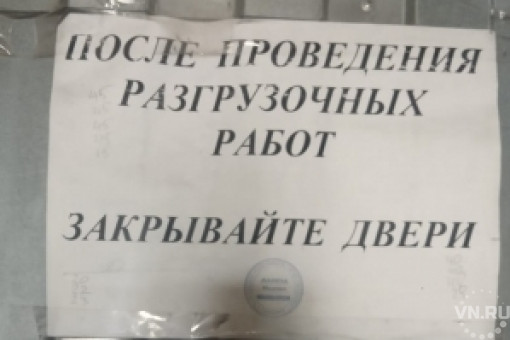 ПОСЛЕ ПРОВЕДЕНИЯ
РАЗГРУЗОЧНЫХ
РАБОТ
ЗАКРЫВАЙТЕ ДВЕРИ
VN.RU